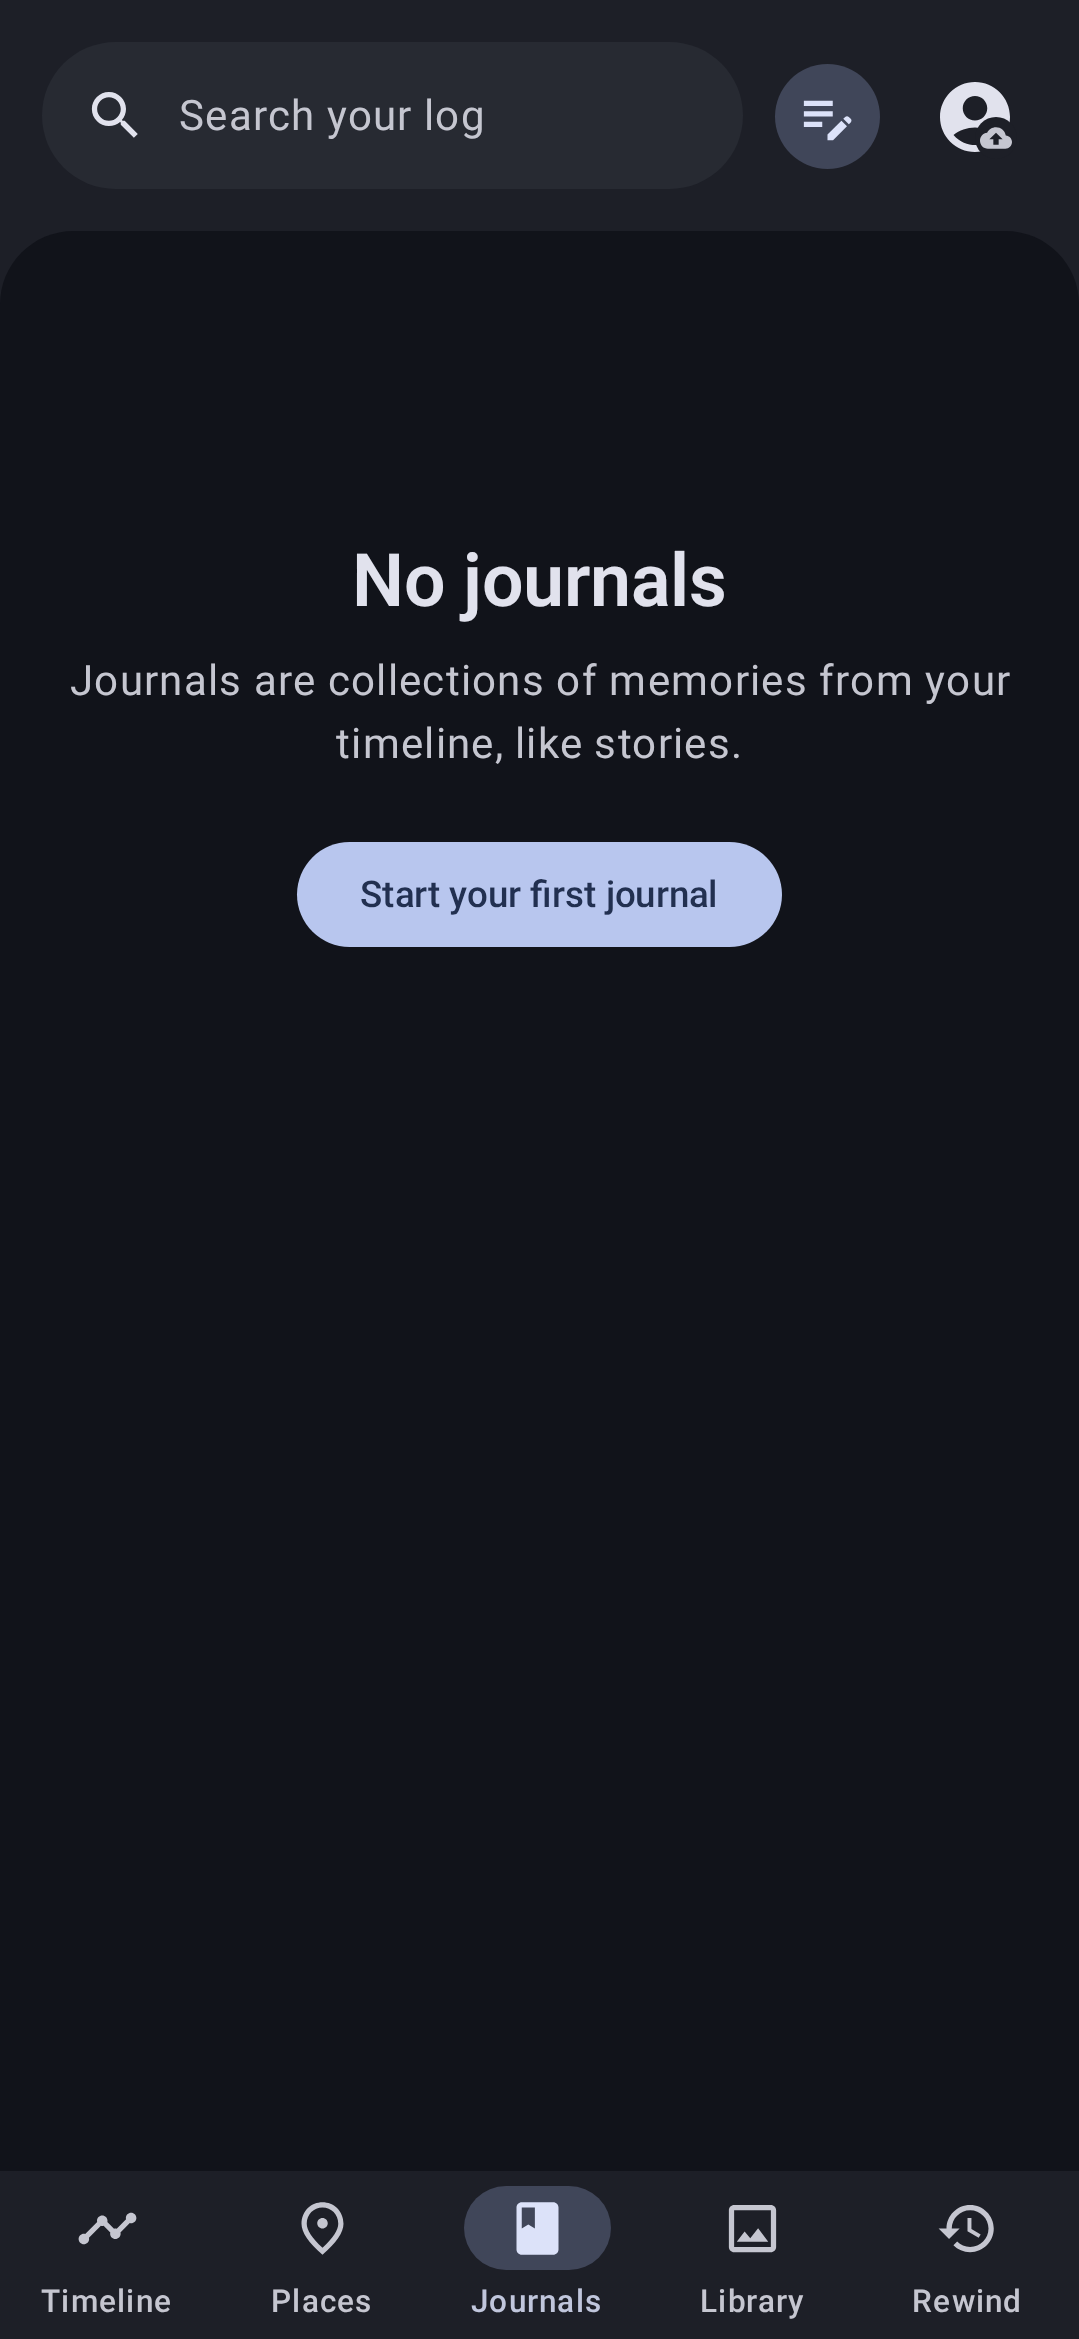 Search your log
No journals
Journals are collections of memories from your
timeline, like stories.
Start your first journal
Timeline
Places
Journals
Library
Rewind